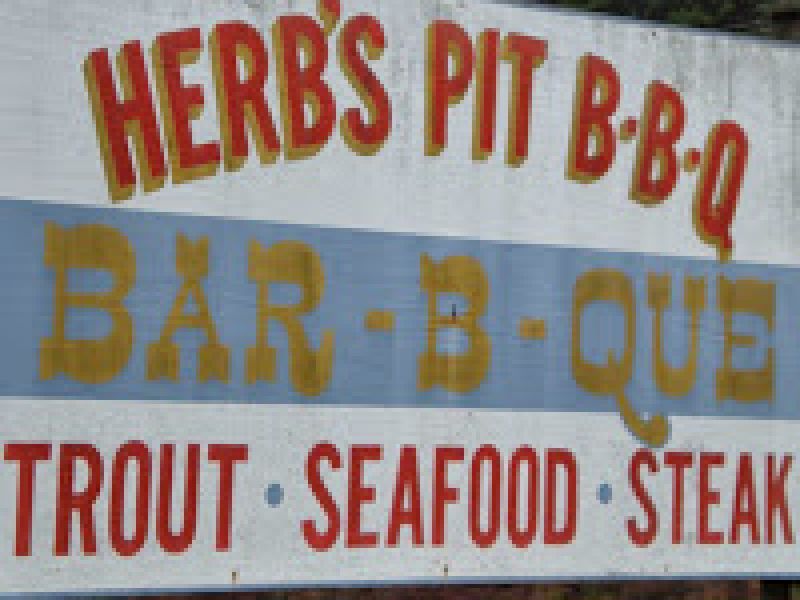 HERB'S PIT B·B·Q
BAR-B-QUE
TROUT · SEAFOOD · STEAK